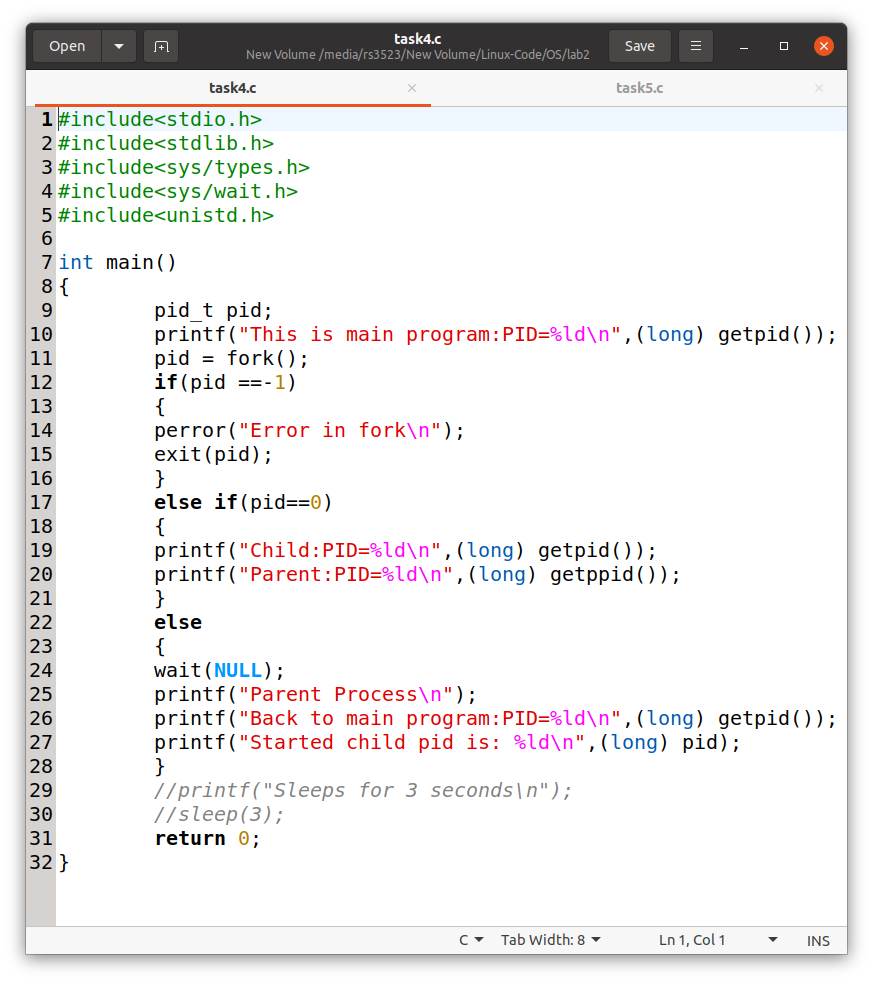 Open
task4.c
New Volume /media/rs3523/New Volume/Linux-Code/OS/lab2
Save
task4.c
task5.c
1 #include<stdio.h>
2 #include<stdlib.h>
3 #include<sys/types.h>
4 #include<sys/wait.h>
5 #include<unistd.h>
6
7 int main()
8 {
9         pid_t pid;
10         printf("This is main program:PID=%ld\n",(long) getpid());
11         pid = fork();
12         if(pid ==-1)
13         {
14         perror("Error in fork\n");
15         exit(pid);
16         }
17         else if(pid==0)
18         {
19         printf("Child:PID=%ld\n",(long) getpid());
20         printf("Parent:PID=%ld\n",(long) getppid());
21         }
22         else
23         {
24         wait(NULL);
25         printf("Parent Process\n");
26         printf("Back to main program:PID=%ld\n",(long) getpid());
27         printf("Started child pid is: %ld\n",(long) pid);
28         }
29         //printf("Sleeps for 3 seconds\n");
30         //sleep(3);
31         return 0;
32 }
C Tab Width: 8 Ln 1, Col 1 INS